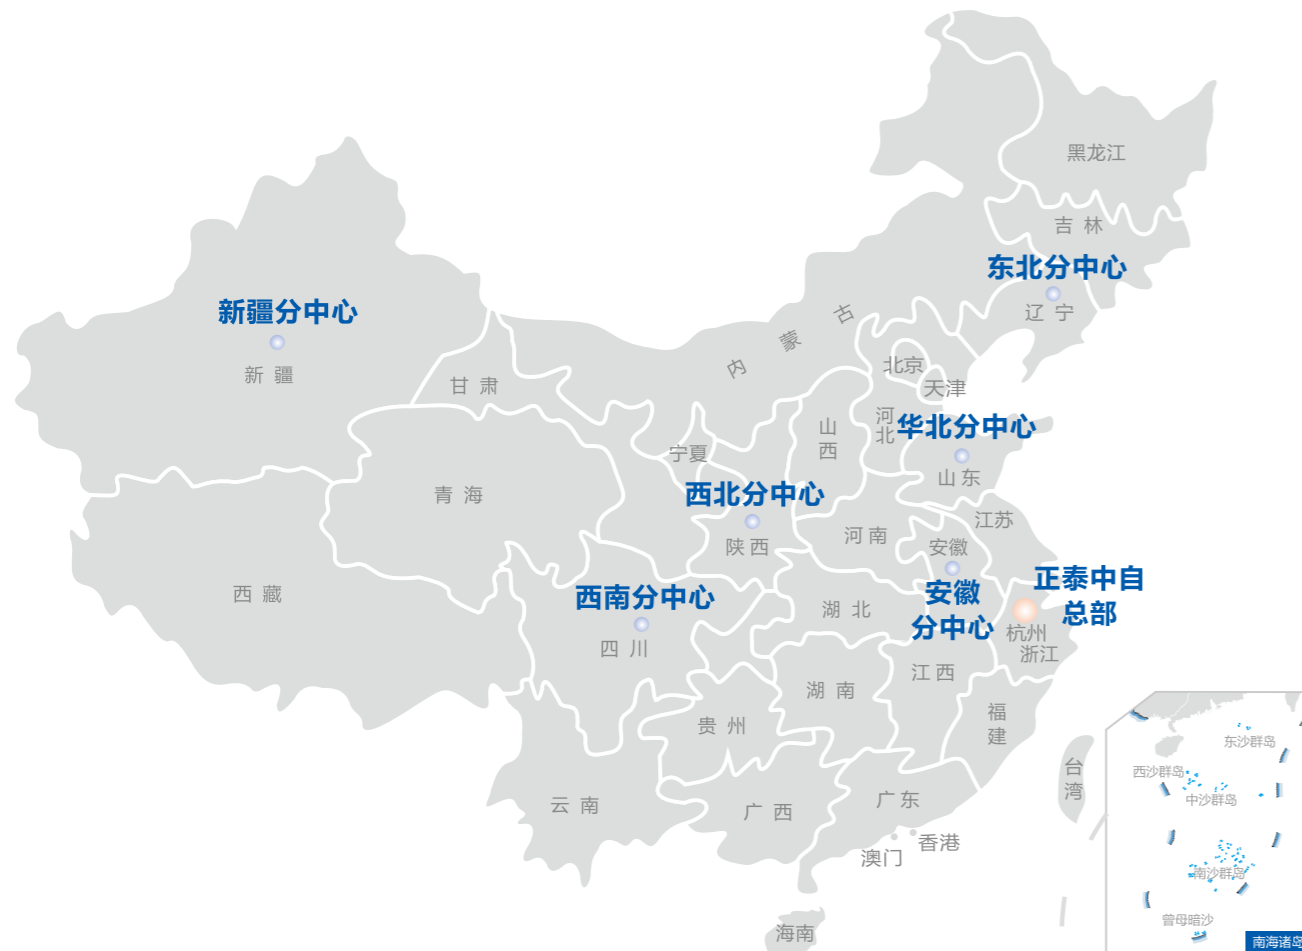 黑龙江
吉林
东北分中心
辽宁
新疆分中心
新疆
内蒙古
北京
甘肃
天津
河北
华北分中心
山西
宁夏
山东
西北分中心
青海
江苏
河南
陕西
安徽
正泰中自
总部
西藏
西南分中心
安徽
分中心
湖北
杭州
四川
浙江
江西
湖南
福建
贵州
东沙群岛
台湾
西沙群岛
中沙群岛
云南
广西
广东
香港
澳门
南沙群岛
曾母暗沙
海南
南海诸岛